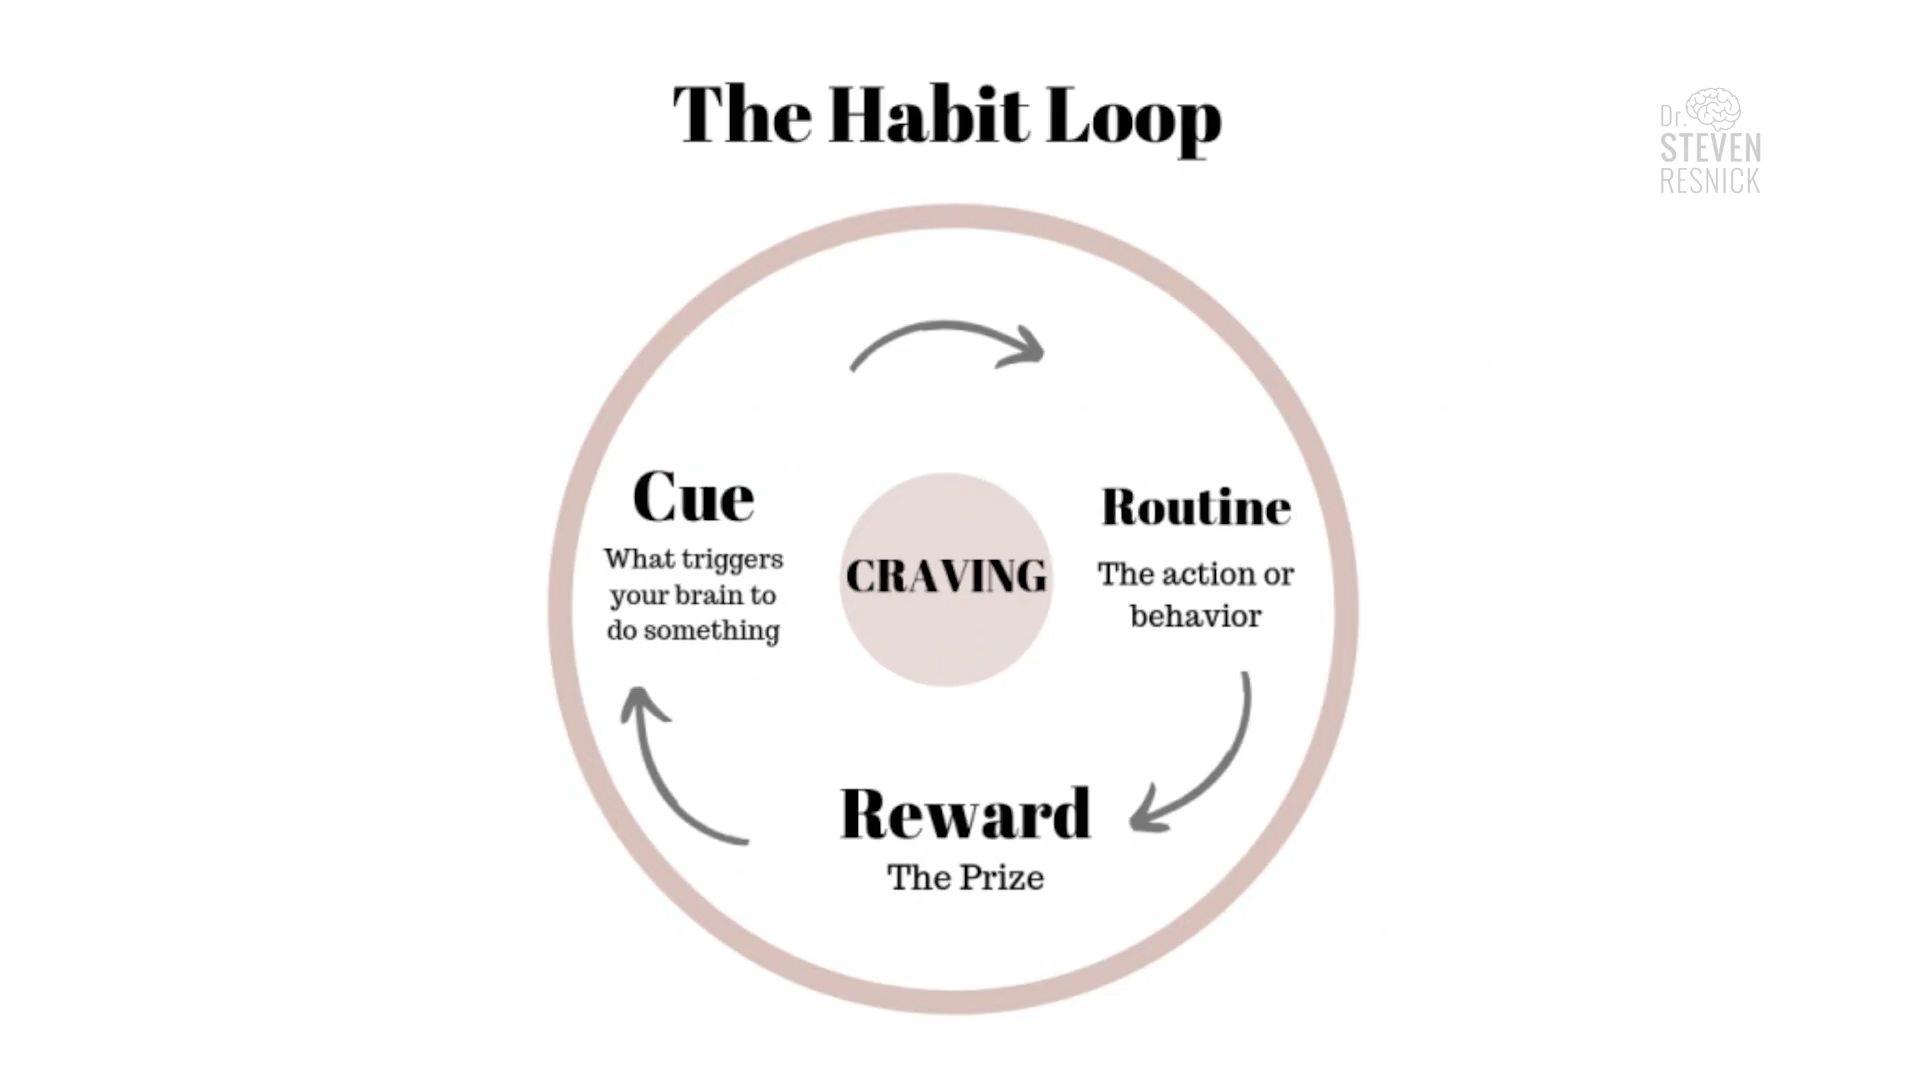 The Habit Loop
Dr.
STEVEN
RESNICK
Cue
What triggers
your brain to
do something
CRAVING
Routine
The action or
behavior
Reward
The Prize